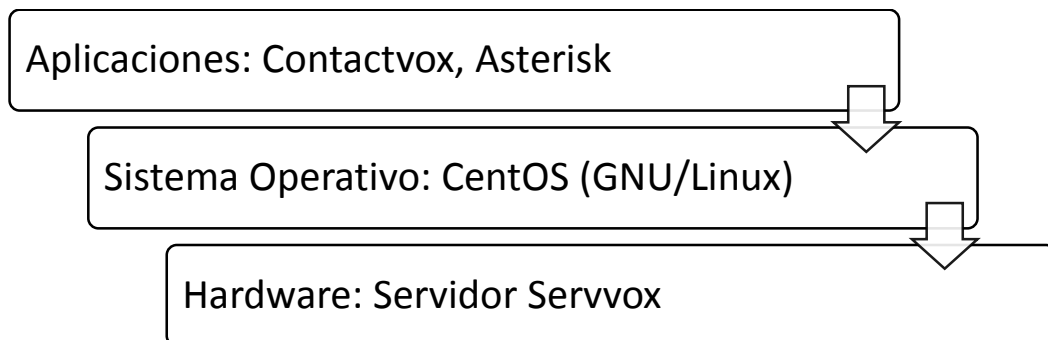 Aplicaciones: Contactvox, Asterisk
Sistema Operativo: CentOS (GNU/Linux)
Hardware: Servidor Servvox